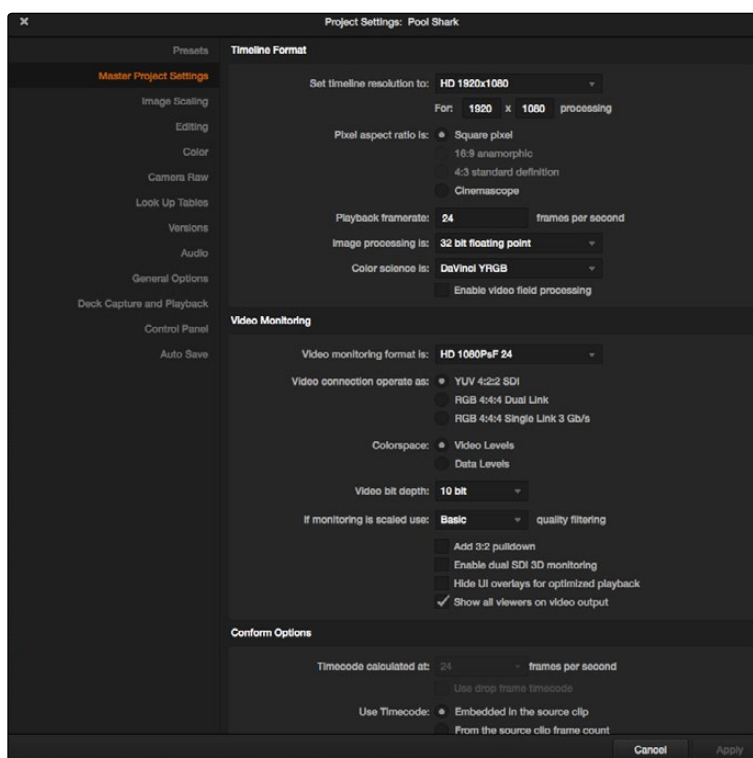 Project Settings: Pool Shark
Presets
Master Project Settings
Image Scaling
Editing
Color
Camera Raw
Look Up Tables
Versions
Audio
General Options
Deck Capture and Playback
Control Panel
Auto Save
Timeline Format
Set timeline resolution to: HD 1920x1080
For: 1920 x 1080 processing
Pixel aspect ratio is: Square pixel
16:9 anamorphic
4:3 standard definition
Cinemascope
Playback framerate: 24 frames per second
Image processing is: 32 bit floating point
Color science is: DaVinci YRGB
Enable video field processing
Video Monitoring
Video monitoring format is: HD 1080PsF 24
Video connection operate as: YUV 4:2:2 SDI
RGB 4:4:4 Dual Link
RGB 4:4:4 Single Link 3 Gb/s
Colorspace: Video Levels
Data Levels
Video bit depth: 10 bit
If monitoring is scaled use: Basic quality filtering
Add 3:2 pulldown
Enable dual SDI 3D monitoring
Hide UI overlays for optimized playback
Show all viewers on video output
Conform Options
Timecode calculated at: 24 frames per second
Use drop frame timecode
Use Timecode: Embedded in the source clip
From the source clip frame count
Cancel Apply